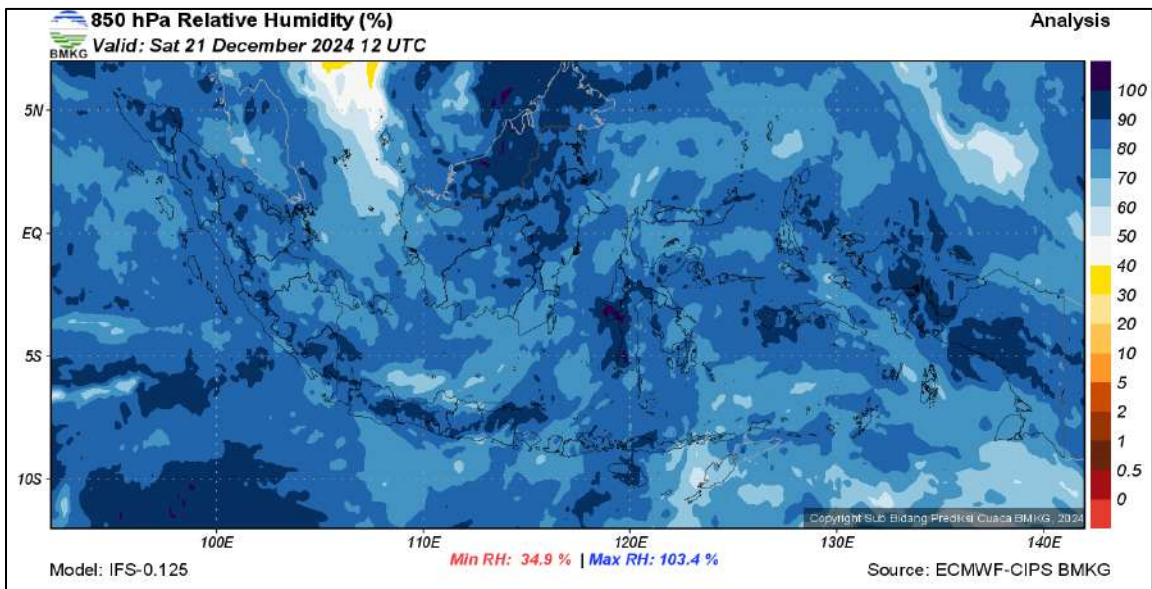 850 hPa Relative Humidity (%)
Analysis
BMKG
Valid: Sat 21 December 2024 12 UTC
5N
EQ
5S
10S
100E
110E
120E
130E
140E
100
90
80
70
60
50
40
30
20
10
5
2
1
0.5
0
Copyright Sub Bidang Prediksi Cuaca BMKG, 2024
Min RH: 34.9 % | Max RH: 103.4 %
Model: IFS-0.125
Source: ECMWF-CIPS BMKG